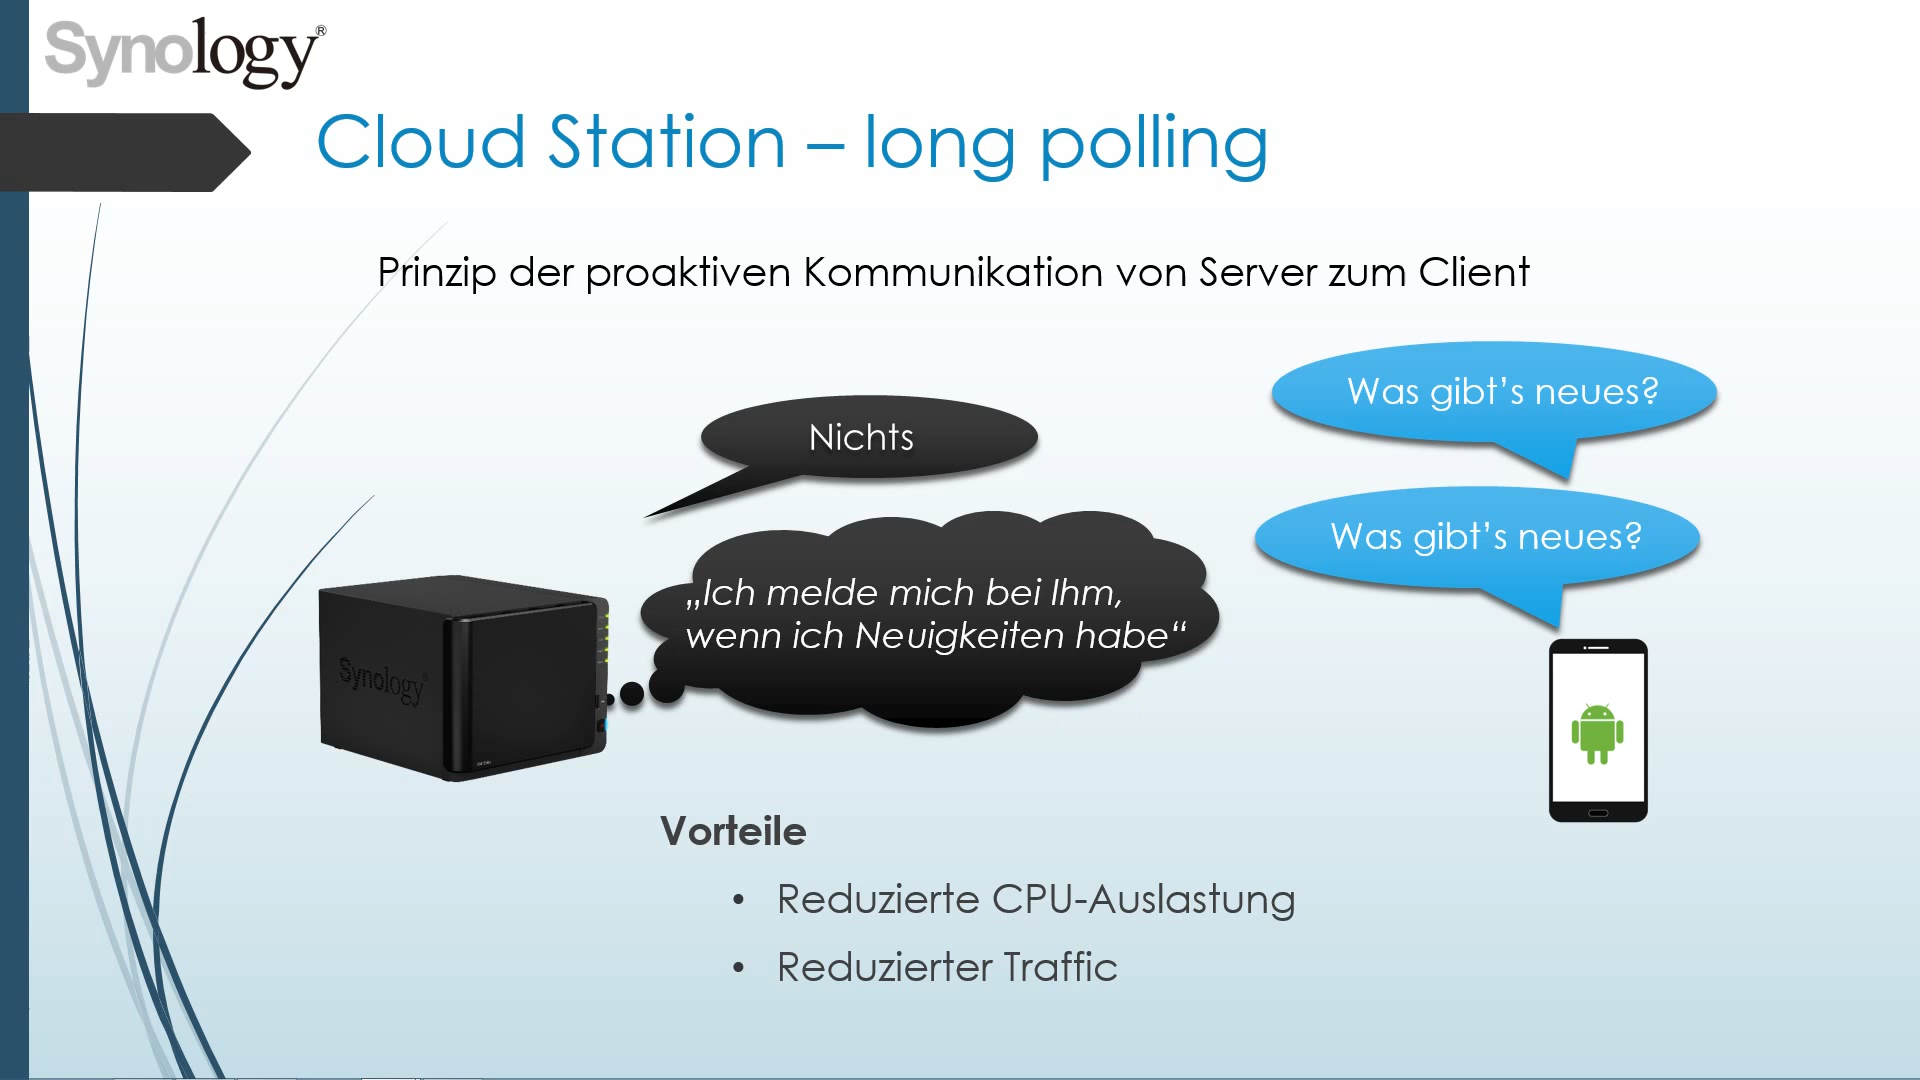 Synology®
Cloud Station – long polling
Prinzip der proaktiven Kommunikation von Server zum Client
Was gibt’s neues?
Nichts
Was gibt’s neues?
„Ich melde mich bei Ihm,
wenn ich Neuigkeiten habe“
Synology
Vorteile
• Reduzierte CPU-Auslastung
• Reduzierter Traffic